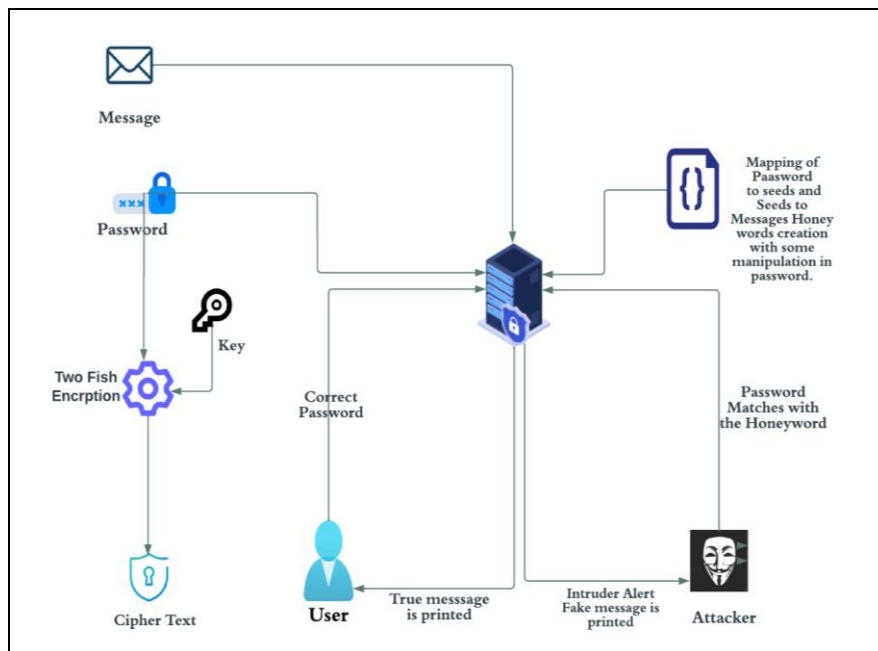 Message
xxx
Password
Key
Two Fish
Encrption
Cipher Text
Correct
Password
User
True messsage
is printed
{}
Mapping of
Paasword
to seeds and
Seeds to
Messages Honey
words creation
with some
manipulation in
password.
Password
Matches with
the Honeyword
Intruder Alert
Fake message is
printed
Attacker